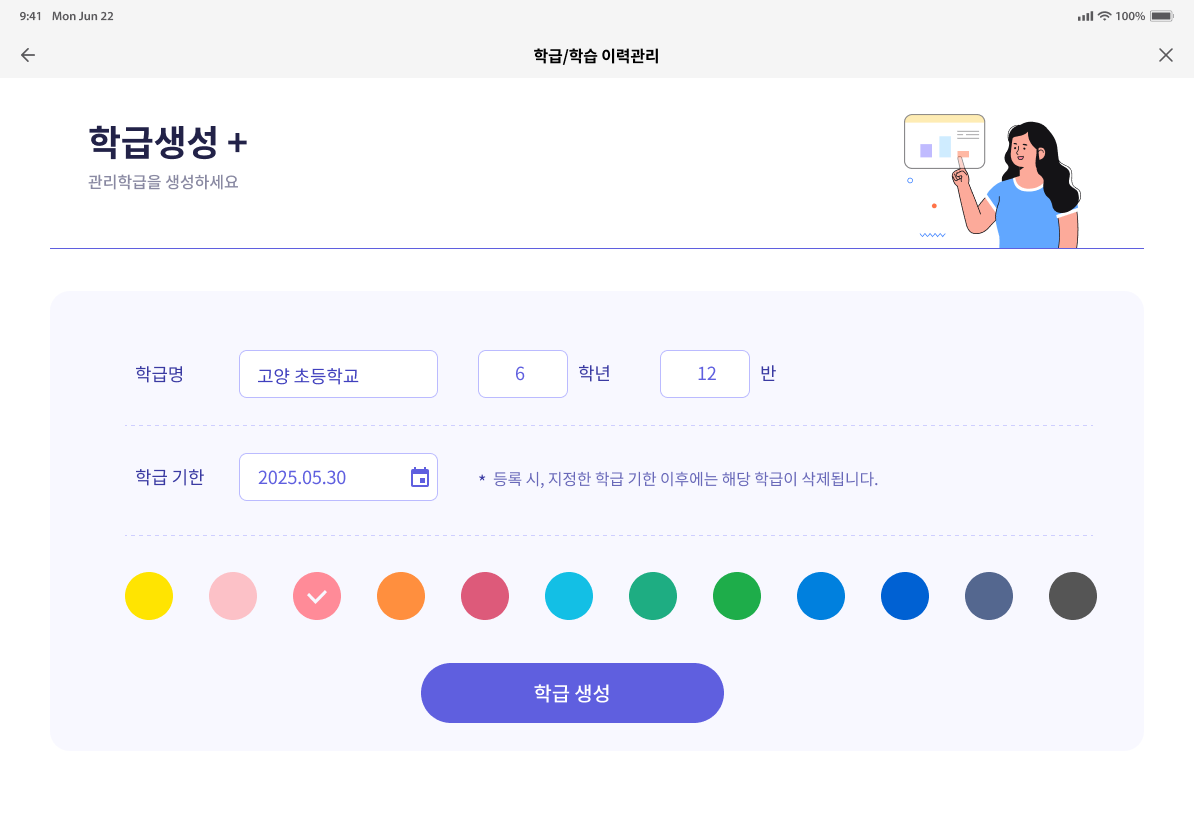 9:41 Mon Jun 22 100%
학급/학습 이력관리
학급생성 +
관리학급을 생성하세요
학급명 고양 초등학교 6 학년 12 반
학급 기한 2025.05.30 * 등록 시, 지정한 학급 기한 이후에는 해당 학급이 삭제됩니다.
학급 생성